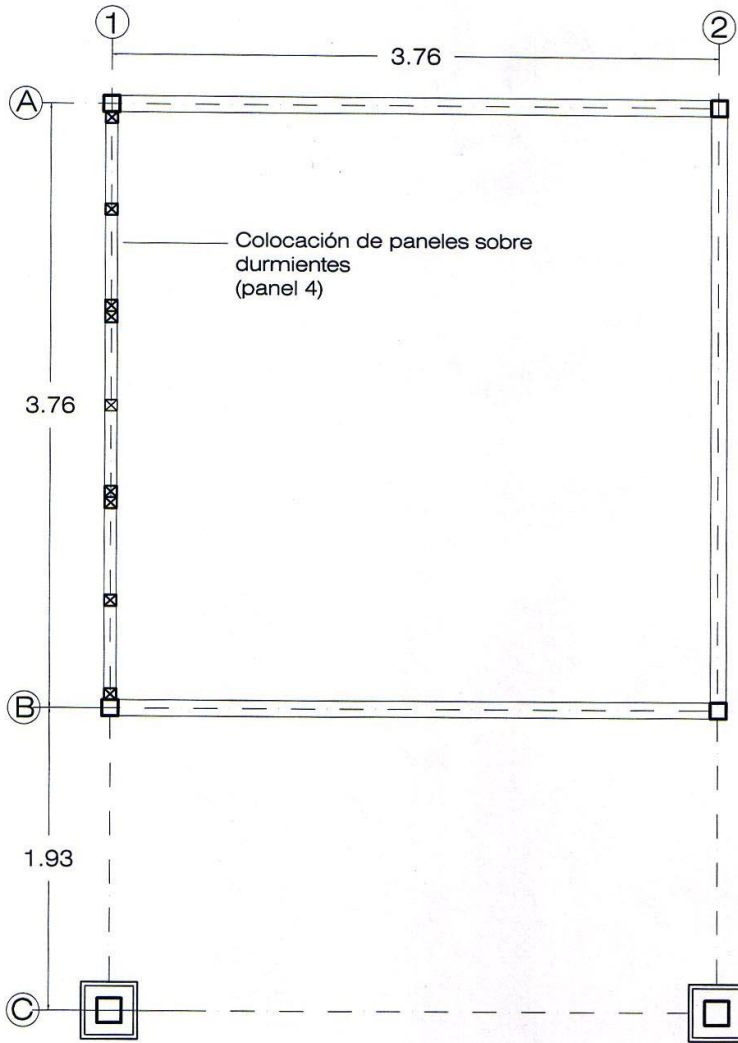 1
2
3.76
A
Colocación de paneles sobre
durmientes
(panel 4)
3.76
B
1.93
C